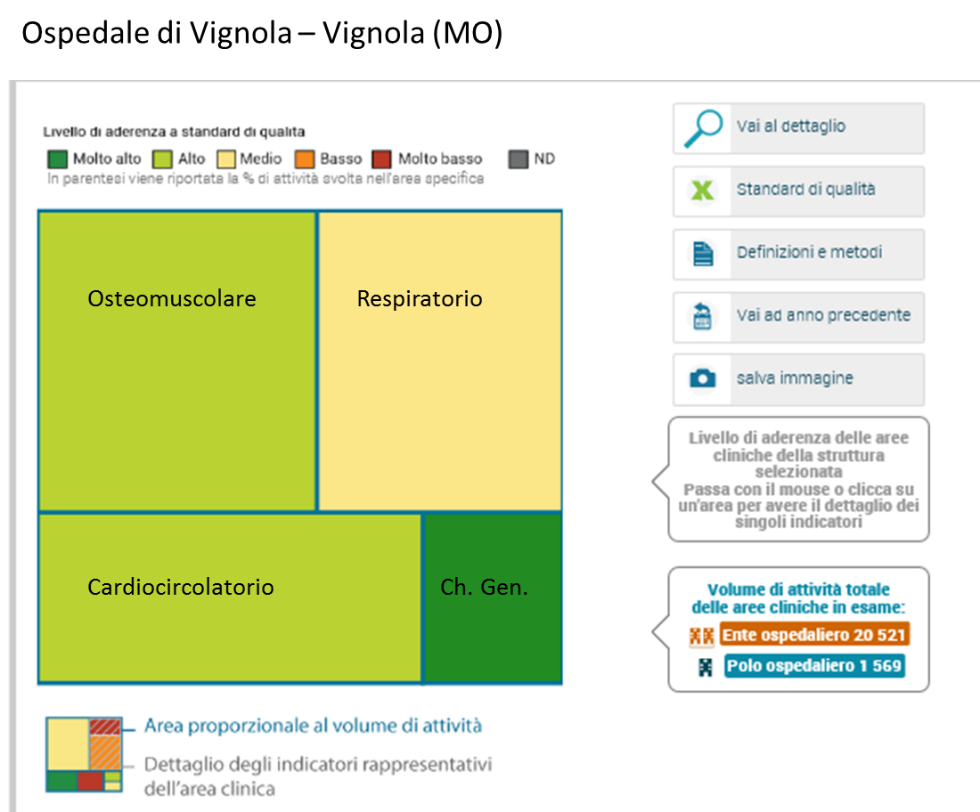 Ospedale di Vignola – Vignola (MO)
Livello di aderenza a standard di qualità
Molto alto Alto Medio Basso Molto basso ND
In parentesi viene riportata la % di attività svolta nell'area specifica
Osteomuscolare
Respiratorio
Cardiocircolatorio
Ch. Gen.
Area proporzionale al volume di attività
Dettaglio degli indicatori rappresentativi
dell'area clinica
Vai al dettaglio
Standard di qualità
Definizioni e metodi
Vai ad anno precedente
salva immagine
Livello di aderenza delle aree
cliniche della struttura
selezionata
Passa con il mouse o clicca su
un'area per avere il dettaglio dei
singoli indicatori
Volume di attività totale
delle aree cliniche in esame:
Ente ospedaliero 20 521
Polo ospedaliero 1 569